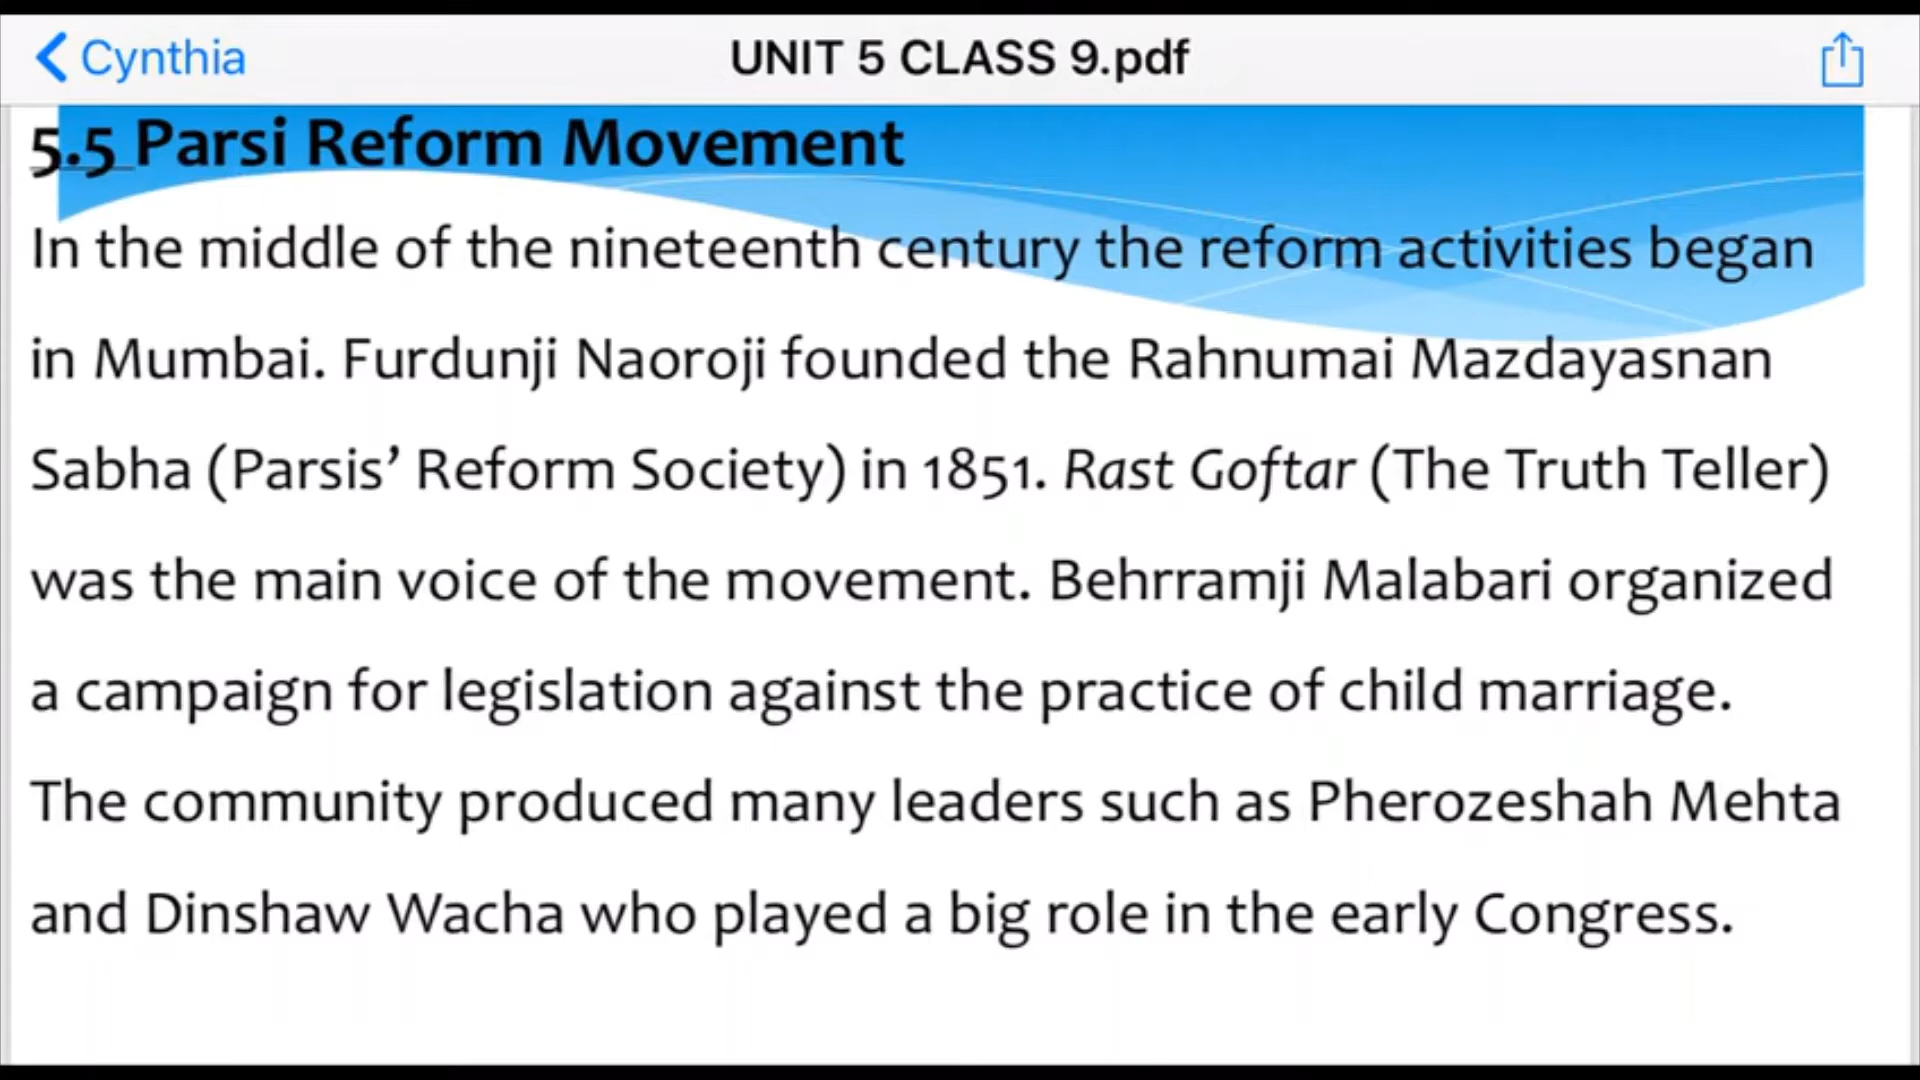 Cynthia
UNIT 5 CLASS 9.pdf
5.5 Parsi Reform Movement
In the middle of the nineteenth century the reform activities began
in Mumbai. Furdunji Naoroji founded the Rahnumai Mazdayasnan
Sabha (Parsis’ Reform Society) in 1851. Rast Goftar (The Truth Teller)
was the main voice of the movement. Behrramji Malabari organized
a campaign for legislation against the practice of child marriage.
The community produced many leaders such as Pherozeshah Mehta
and Dinshaw Wacha who played a big role in the early Congress.